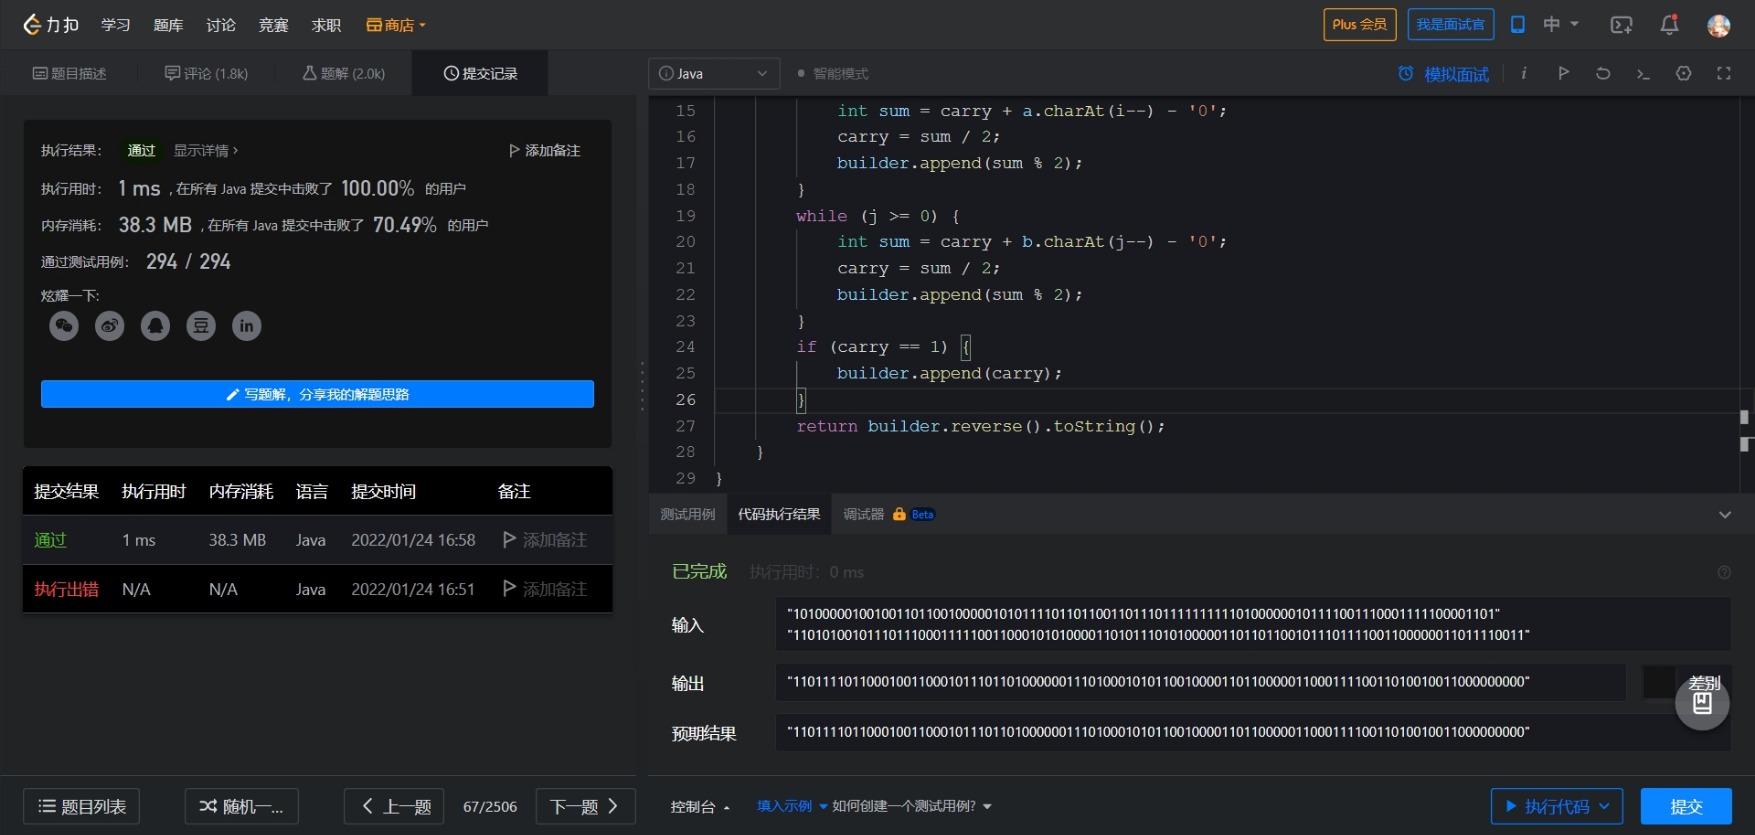 力扣 学习 题库 讨论 竞赛 求职 商店 Plus 会员 我是面试官 中
题目描述 评论 (1.8k) 题解 (2.0k) 提交记录
执行结果： 通过 显示详情 › 添加备注
执行用时： 1 ms , 在所有 Java 提交中击败了 100.00% 的用户
内存消耗： 38.3 MB , 在所有 Java 提交中击败了 70.49% 的用户
通过测试用例： 294 / 294
炫耀一下:
豆 in
写题解，分享我的解题思路
提交结果 执行用时 内存消耗 语言 提交时间 备注
通过 1 ms 38.3 MB Java 2022/01/24 16:58 添加备注
执行出错 N/A N/A Java 2022/01/24 16:51 添加备注
题目列表 随机一... 上一题 67/2506 下一题
Java 智能模式 模拟面试
15 int sum = carry + a.charAt(i--) - '0';
16 carry = sum / 2;
17 builder.append(sum % 2);
18 }
19 while (j >= 0) {
20 int sum = carry + b.charAt(j--) - '0';
21 carry = sum / 2;
22 builder.append(sum % 2);
23 }
24 if (carry == 1) {
25 builder.append(carry);
26 }
27 return builder.reverse().toString();
28 }
29 }
测试用例 代码执行结果 调试器 Beta
已完成 执行用时： 0 ms
输入
输出
差别
预期结果
控制台 填入示例 如何创建一个测试用例? 执行代码 提交